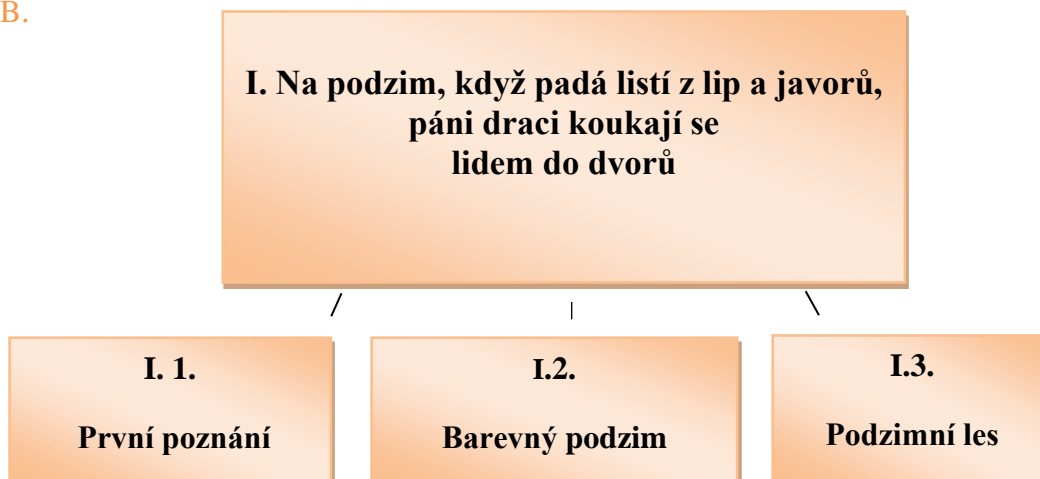 B.
I. Na podzim, když padá listí z lip a javorů,
páni draci koukají se
lidem do dvorů
I. 1.
První poznání
I.2.
Barevný podzim
I.3.
Podzimní les